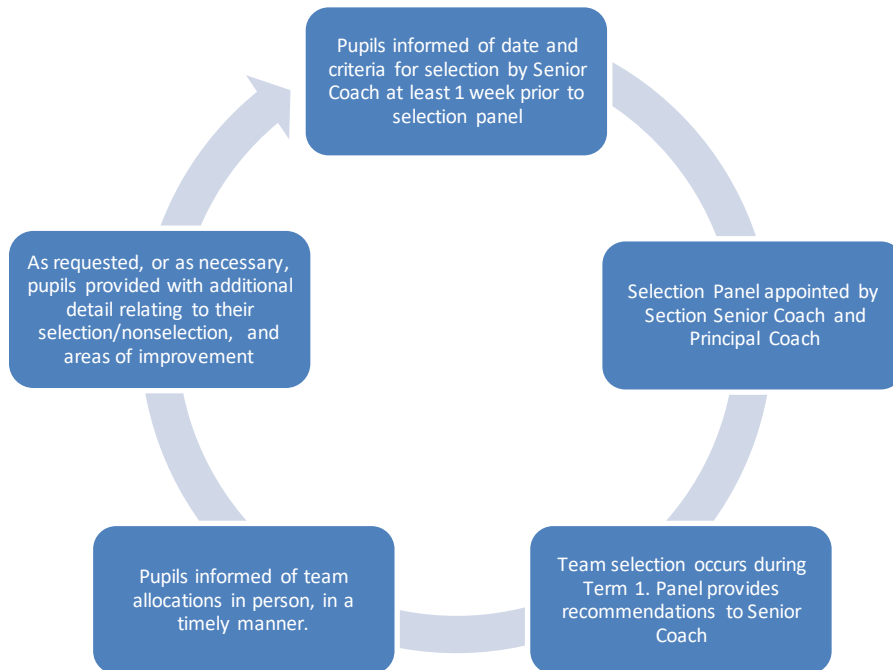 Pupils informed of date and
criteria for selection by Senior
Coach at least 1 week prior to
selection panel
Selection Panel appointed by
Section Senior Coach and
Principal Coach
Team selection occurs during
Term 1. Panel provides
recommendations to Senior
Coach
Pupils informed of team
allocations in person, in a
timely manner.
As requested, or as necessary,
pupils provided with additional
detail relating to their
selection/nonselection, and
areas of improvement